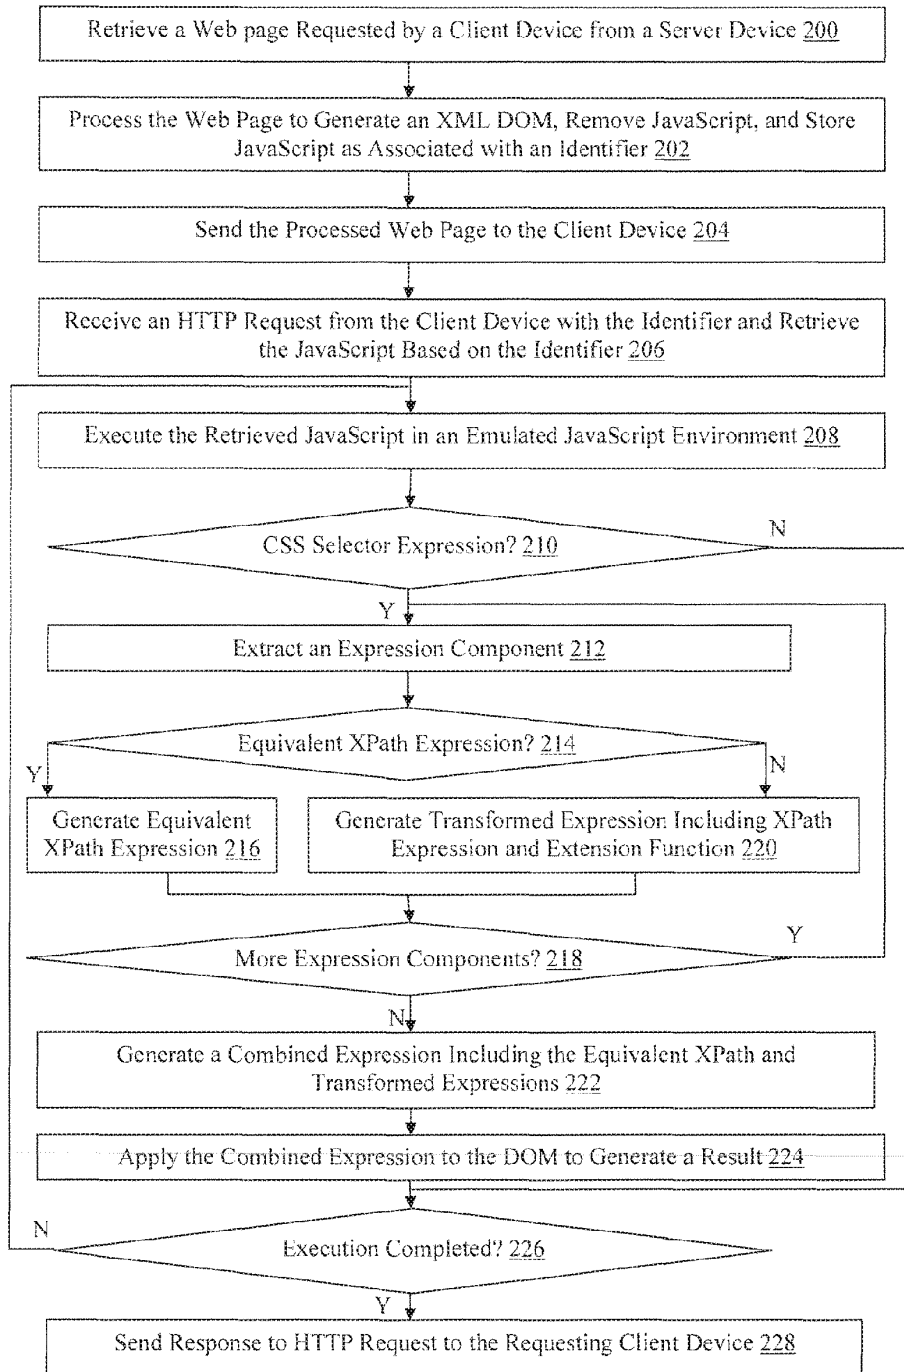 Retrieve a Web page Requested by a Client Device from a Server Device 200
Process the Web Page to Generate an XML DOM, Remove JavaScript, and Store
JavaScript as Associated with an Identifier 202
Send the Processed Web Page to the Client Device 204
Receive an HTTP Request from the Client Device with the Identifier and Retrieve
the JavaScript Based on the Identifier 206
Execute the Retrieved JavaScript in an Emulated JavaScript Environment 208
CSS Selector Expression? 210
N
Y
Extract an Expression Component 212
Equivalent XPath Expression? 214
Y
N
Generate Equivalent
XPath Expression 216
Generate Transformed Expression Including XPath
Expression and Extension Function 220
More Expression Components? 218
Y
N
Generate a Combined Expression Including the Equivalent XPath and
Transformed Expressions 222
Apply the Combined Expression to the DOM to Generate a Result 224
N
Execution Completed? 226
Y
Send Response to HTTP Request to the Requesting Client Device 228